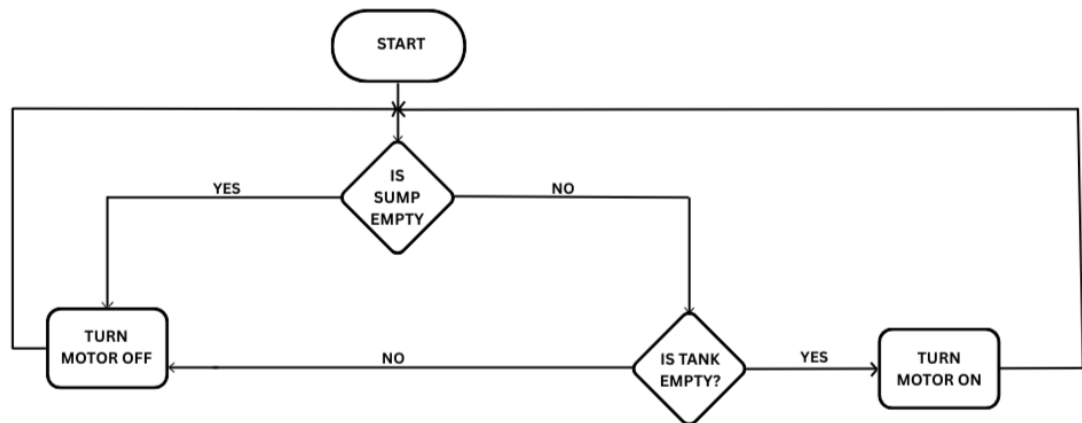 START
IS
SUMP
EMPTY
YES
NO
TURN
MOTOR OFF
NO
IS TANK
EMPTY?
YES
TURN
MOTOR ON